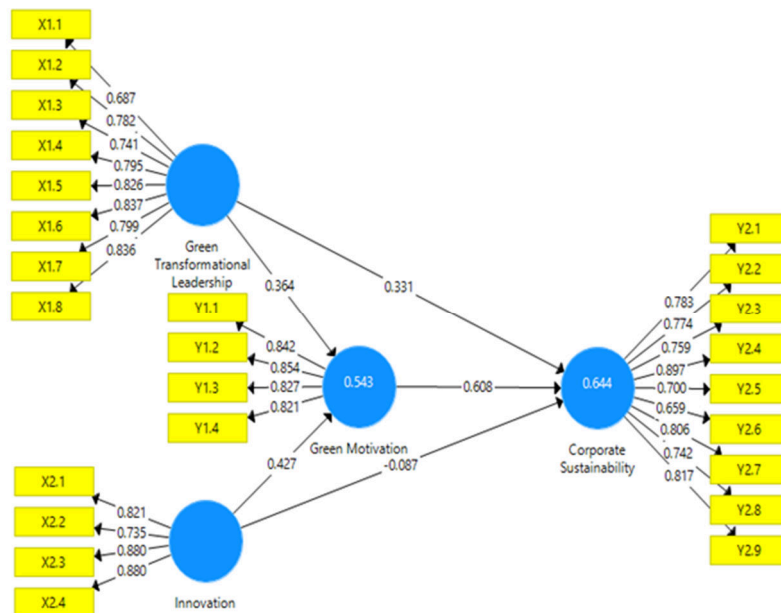 X1.1
X1.2
X1.3
X1.4
X1.5
X1.6
X1.7
X1.8
0.687
0.782
0.741
0.795
0.826
0.837
0.799
0.836
Green
Transformational
Leadership
0.364
0.331
Y1.1
Y1.2
Y1.3
Y1.4
0.842
0.854
0.827
0.821
0.543
Green Motivation
0.608
0.427
-0.087
X2.1
X2.2
X2.3
X2.4
0.821
0.735
0.880
0.880
Innovation
0.644
Corporate
Sustainability
0.783
0.774
0.759
0.897
0.700
0.659
0.806
0.742
0.817
Y2.1
Y2.2
Y2.3
Y2.4
Y2.5
Y2.6
Y2.7
Y2.8
Y2.9